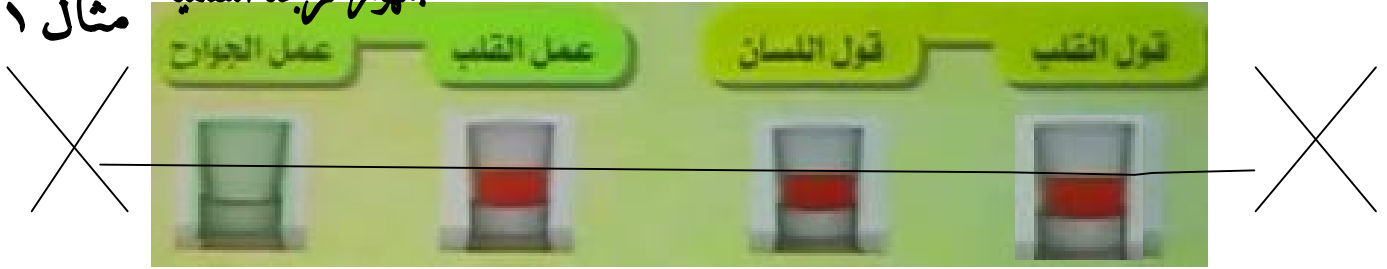 مثال ١
قول القلب قول اللسان عمل القلب عمل الجوارح